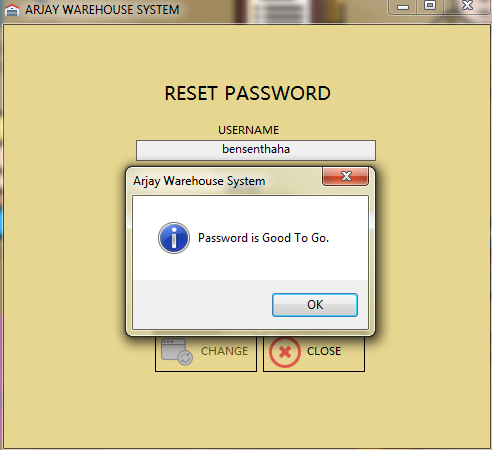 ARJAY WAREHOUSE SYSTEM
RESET PASSWORD
USERNAME
bensenthaha
Arjay Warehouse System
Password is Good To Go.
OK
CHANGE
CLOSE